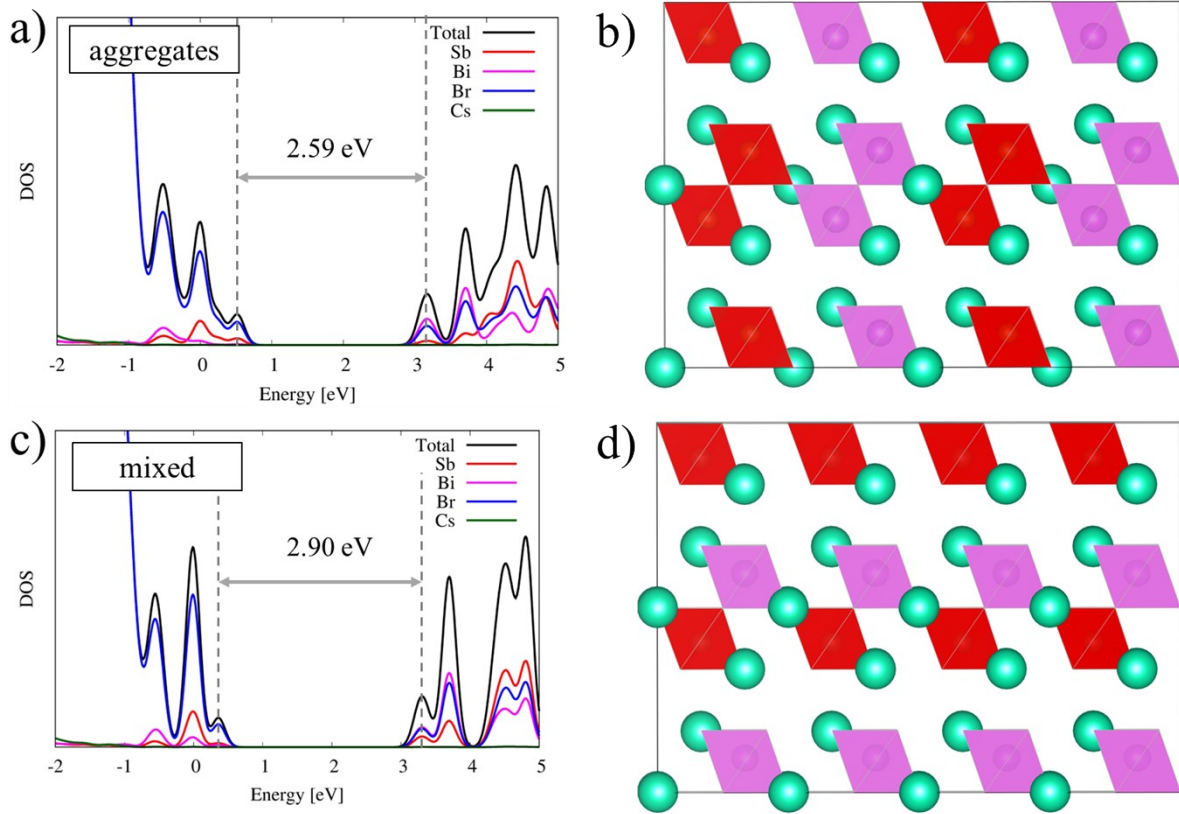 a)
aggregates
Total
Sb
Bi
Br
Cs
2.59 eV
DOS
-2 -1 0 1 2 3 4 5
Energy [eV]
b)
c)
mixed
Total
Sb
Bi
Br
Cs
2.90 eV
DOS
-2 -1 0 1 2 3 4 5
Energy [eV]
d)